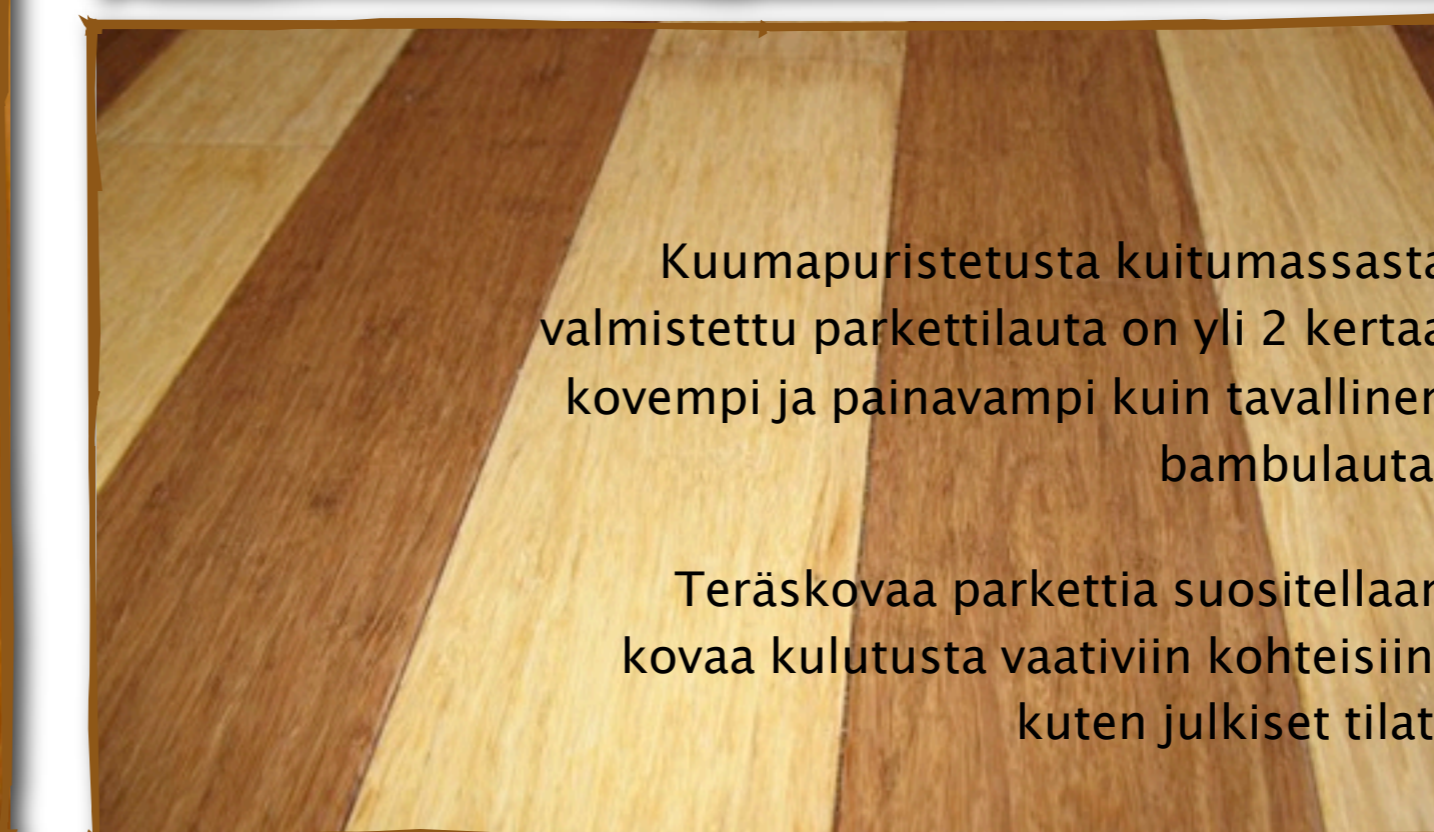 Kuumapuristetusta kuitumassasta
valmistettu parkettilauta on yli 2 kertaa
kovempi ja painavampi kuin tavallinen
bambulauta
Teräskovaa parkettia suositellaan
kovaa kulutusta vaativiin kohteisiin
kuten julkiset tilat